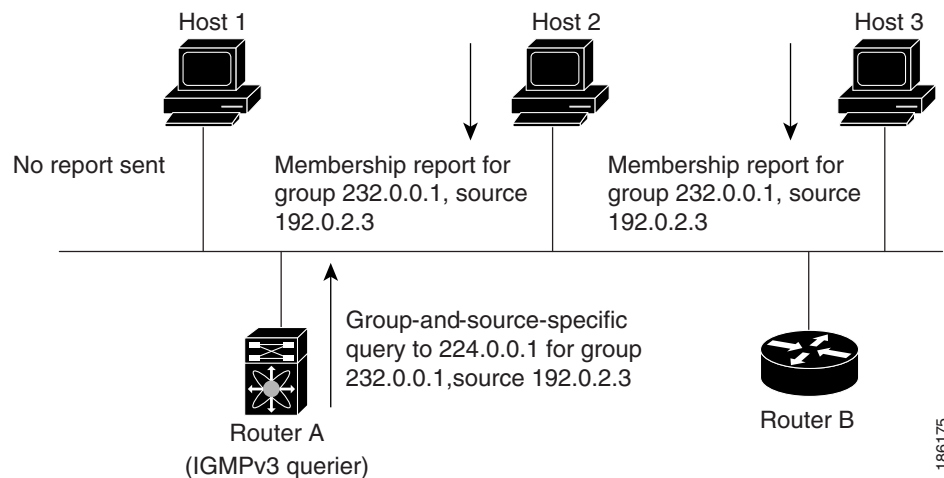 Host 1
Host 2
Host 3
No report sent
Membership report for
group 232.0.0.1, source
192.0.2.3
Membership report for
group 232.0.0.1, source
192.0.2.3
Group-and-source-specific
query to 224.0.0.1 for group
232.0.0.1,source 192.0.2.3
Router A
(IGMPv3 querier)
Router B
186175